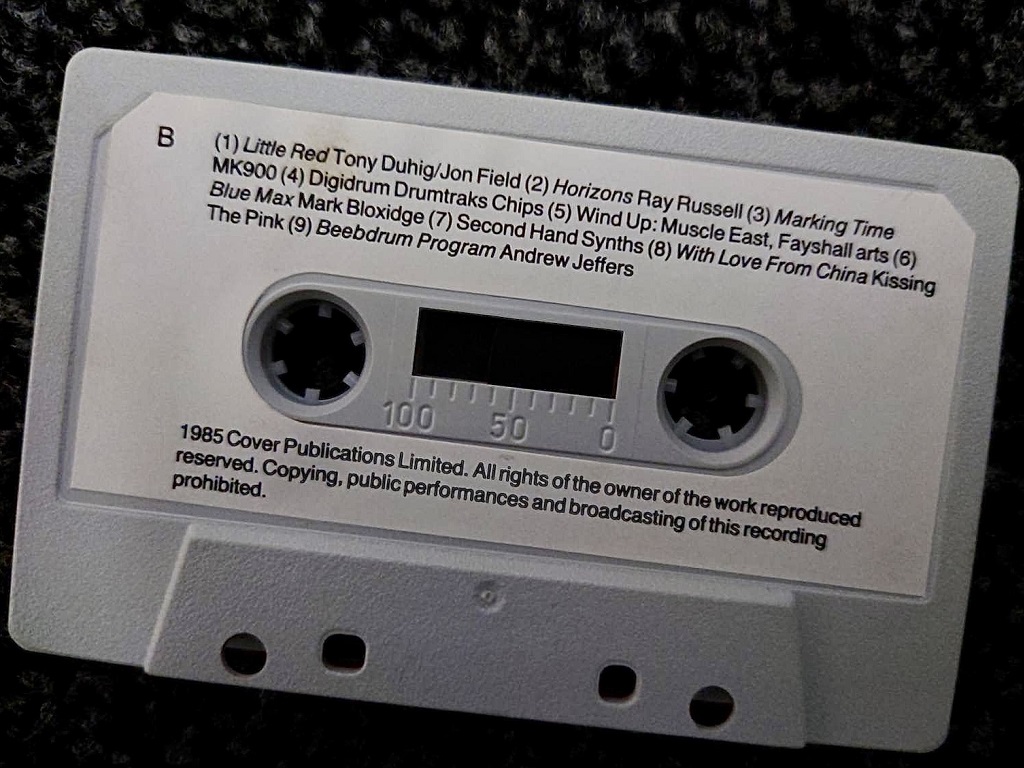 B
(1) Little Red Tony Duhig/Jon Field (2) Horizons Ray Russell (3) Marking Time
MK900 (4) Digidrum Drumtraks Chips (5) Wind Up: Muscle East, Fayshall arts (6)
Blue Max Mark Bloxidge (7) Second Hand Synths (8) With Love From China Kissing
The Pink (9) Beebdrum Program Andrew Jeffers
100 50 0
1985 Cover Publications Limited. All rights of the owner of the work reproduced
reserved. Copying, public performances and broadcasting of this recording
prohibited.